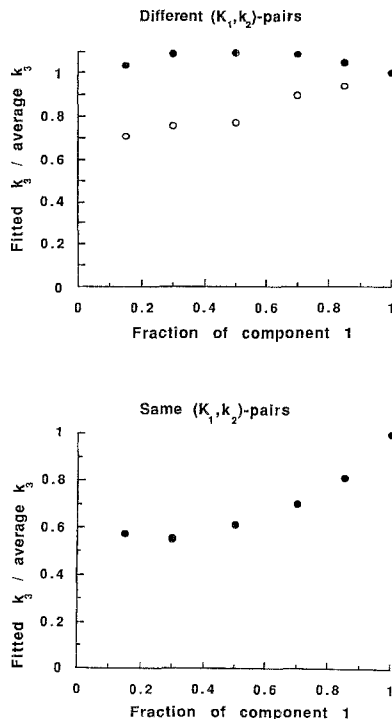 Different (K1,k2)-pairs
Fitted k3 / average k3
1
0.8
0.6
0.4
0.2
0
0 0.2 0.4 0.6 0.8 1
Fraction of component 1
Same (K1,k2)-pairs
Fitted k3 / average k3
1
0.8
0.6
0.4
0.2
0
0 0.2 0.4 0.6 0.8 1
Fraction of component 1